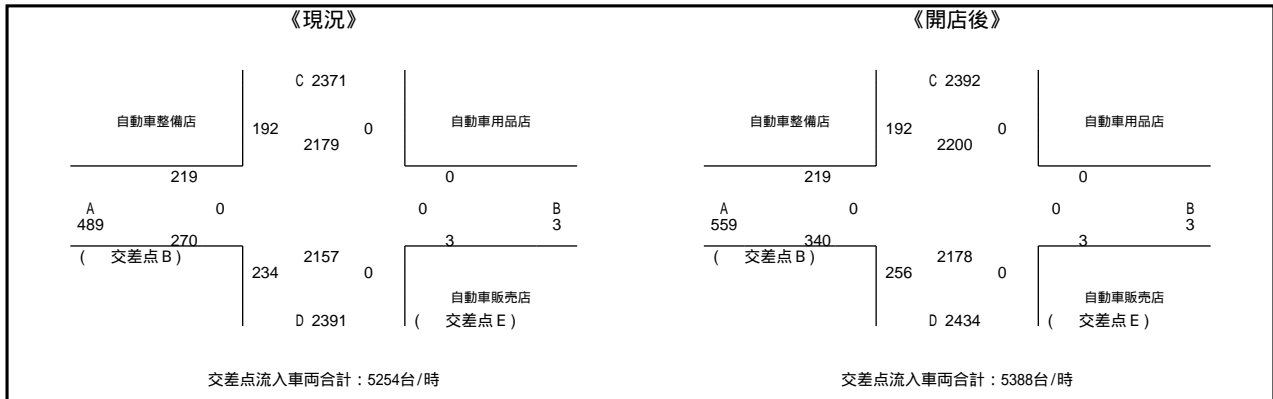 《現況》
C 2371
自動車整備店
192
0
自動車用品店
2179
219
0
A
0
0
B
489
3
270
3
( 交差点B)
2157
234
0
自動車販売店
D 2391
( 交差点E)
交差点流入車両合計:5254台/時
《開店後》
C 2392
自動車整備店
192
0
自動車用品店
2200
219
0
A
0
0
B
559
3
340
3
( 交差点B)
2178
256
0
自動車販売店
D 2434
( 交差点E)
交差点流入車両合計:5388台/時